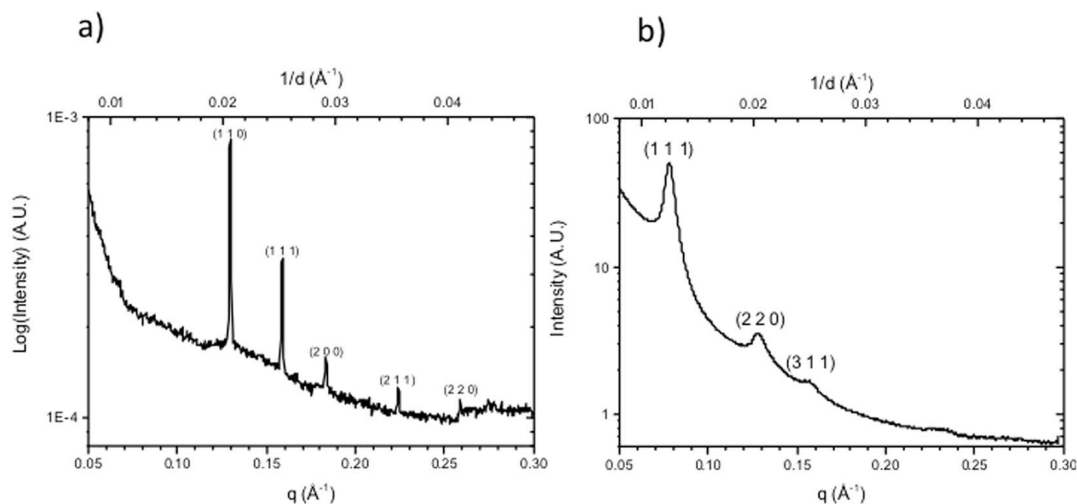 a)
1/d (Å⁻¹)
0.01 0.02 0.03 0.04
1E-3
(1 1 0)
(1 1 1)
(2 0 0)
(2 1 1)
(2 2 0)
1E-4
Log(Intensity) (A.U.)
0.05 0.10 0.15 0.20 0.25 0.30
q (Å⁻¹)
b)
1/d (Å⁻¹)
0.01 0.02 0.03 0.04
100
(1 1 1)
10
(2 2 0)
(3 1 1)
1
Intensity (A.U.)
0.05 0.10 0.15 0.20 0.25 0.30
q (Å⁻¹)